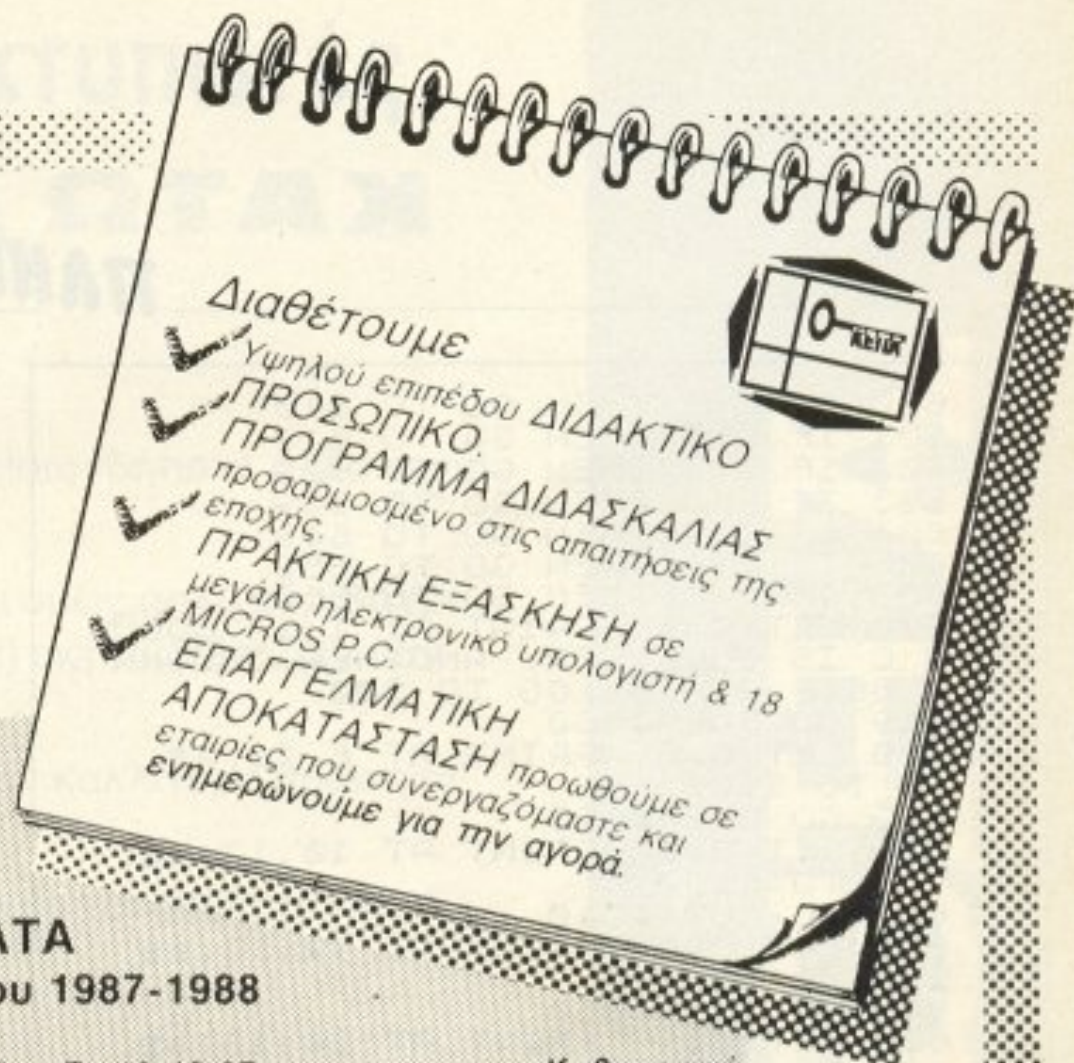 Διαθέτουμε
Υψηλού επιπέδου ΔΙΔΑΚΤΙΚΟ
ΠΡΟΣΩΠΙΚΟ.
ΠΡΟΓΡΑΜΜΑ ΔΙΔΑΣΚΑΛΙΑΣ
προσαρμοσμένο στις απαιτήσεις της
εποχής.
ΠΡΑΚΤΙΚΗ ΕΞΑΣΚΗΣΗ σε
μεγάλο ηλεκτρονικό υπολογιστή & 18
MICROS P.C.
ΕΠΑΓΓΕΛΜΑΤΙΚΗ
ΑΠΟΚΑΤΑΣΤΑΣΗ προωθούμε σε
εταιρίες που συνεργαζόμαστε και
ενημερώνουμε για την αγορά.
ΑΤΑ
ου 1987-1988